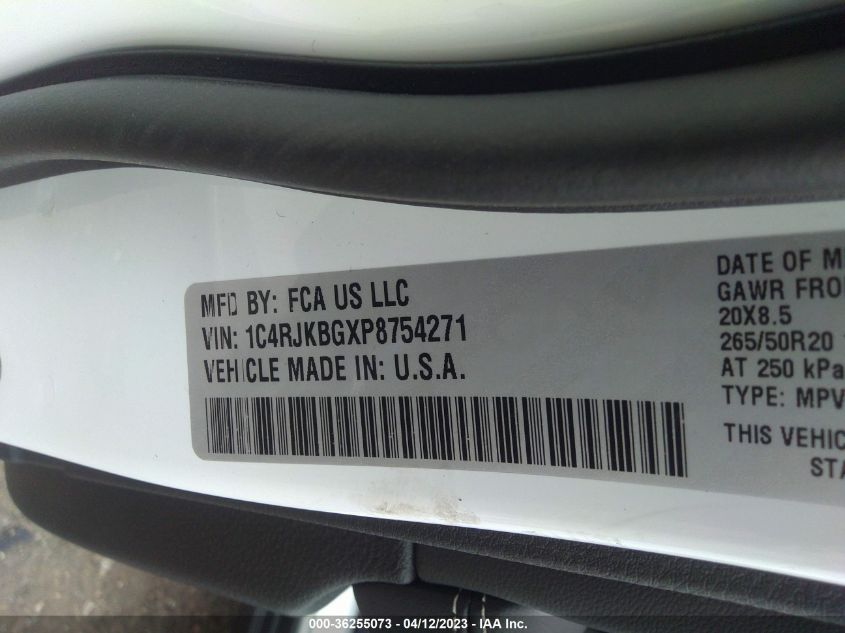 MFD BY: FCA US LLC
VIN: 1C4RJKBGXP8754271
VEHICLE MADE IN: U.S.A.
DATE OF M
GAWR FRO
20X8.5
265/50R20
AT 250 kPa
TYPE: MPV
THIS VEHIC
STA
000-36255073 - 04/12/2023 - IAA Inc.